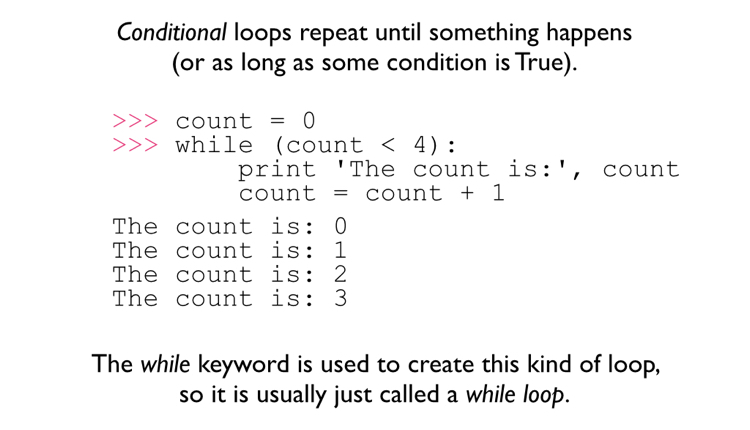 Conditional loops repeat until something happens
(or as long as some condition is True).
>>> count = 0
>>> while (count < 4):
        print 'The count is:', count
        count = count + 1
The count is: 0
The count is: 1
The count is: 2
The count is: 3
The while keyword is used to create this kind of loop,
so it is usually just called a while loop.